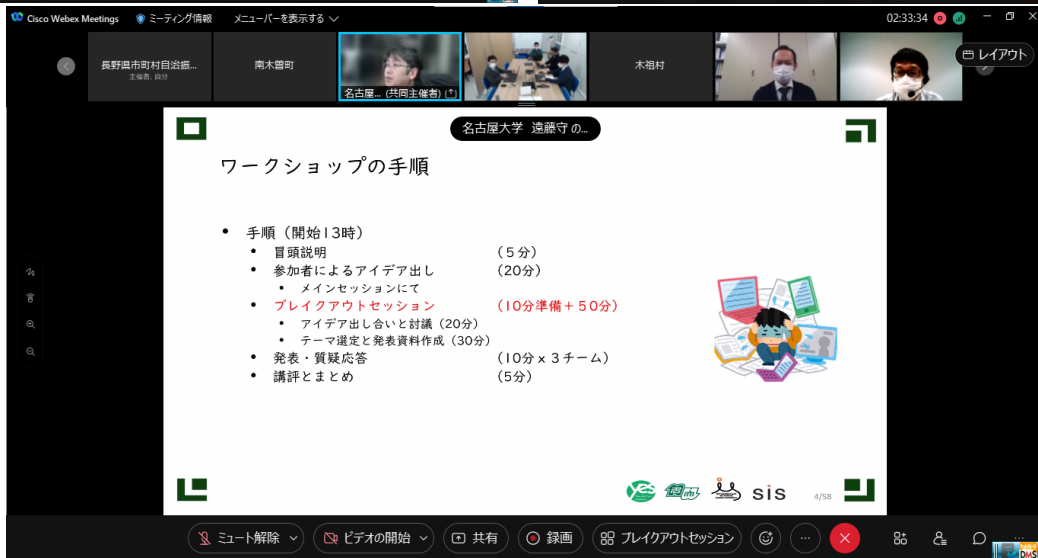 Cisco Webex Meetings ミーティング情報 メニューバーを表示する 02:33:34
長野県市町村自治振...
主催者, 自分
南木曽町
名古屋... (共同主催者)
木祖村
レイアウト
名古屋大学 遠藤守 の...
ワークショップの手順
• 手順（開始13時）
• 冒頭説明 （５分）
• 参加者によるアイデア出し （20分）
• メインセッションにて
• ブレイクアウトセッション （10分準備＋５０分）
• アイデア出し合いと討議（20分）
• テーマ選定と発表資料作成（30分）
• 発表・質疑応答 （10分ｘ３チーム）
• 講評とまとめ （5分）
yes
sis
4/58
ミュート解除 ビデオの開始 共有 録画 ブレイクアウトセッション
DMS